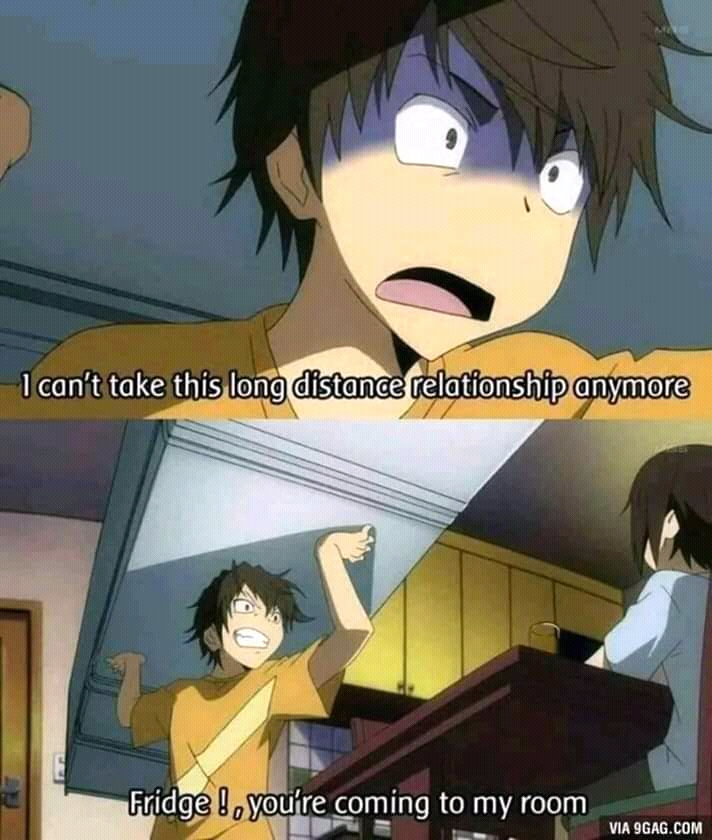 I can't take this long distance relationship anymore
Fridge !, you're coming to my room
VIA 9GAG.COM